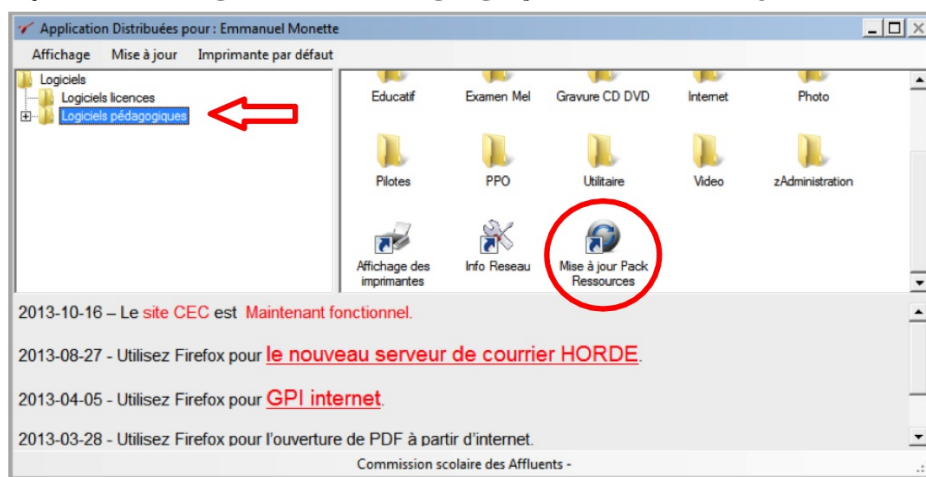 Application Distribuées pour : Emmanuel Monette
Affichage Mise à jour Imprimante par défaut
Logiciels
Logiciels licences
Logiciels pédagogiques
Educatif Examen Mel Gravure CD DVD Internet Photo
Pilotes PPO Utilitaire Video zAdministration
Affichage des imprimantes Info Reseau Mise à jour Pack Ressources
2013-10-16 – Le site CEC est Maintenant fonctionnel.
2013-08-27 - Utilisez Firefox pour le nouveau serveur de courrier HORDE.
2013-04-05 - Utilisez Firefox pour GPI internet.
2013-03-28 - Utilisez Firefox pour l'ouverture de PDF à partir d'internet.
Commission scolaire des Affluents -